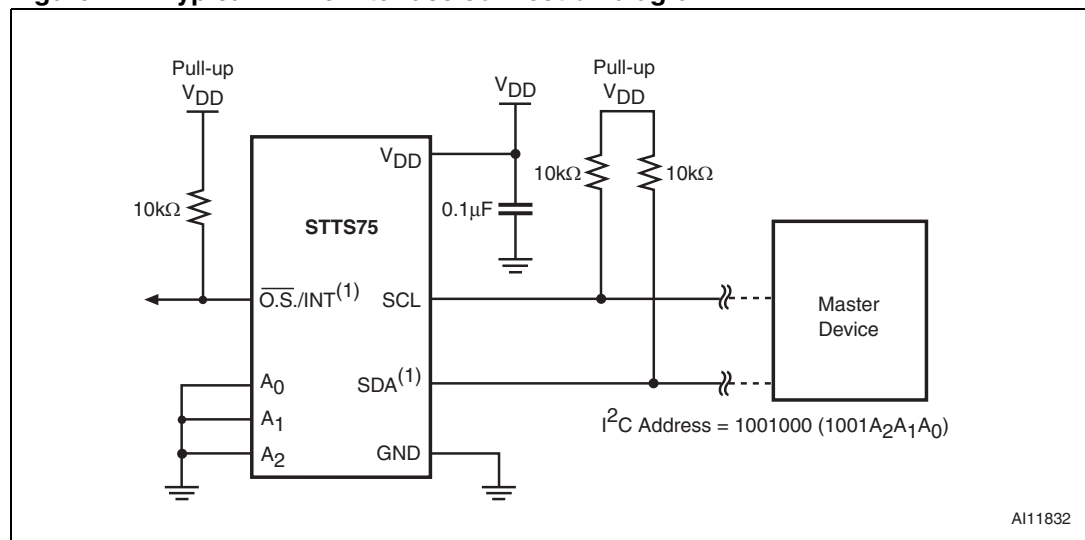 Pull-up
VDD
10kΩ
STTS75
VDD
O.S./INT(1)
SCL
A0
SDA(1)
A1
A2
GND
VDD
0.1μF
Pull-up
VDD
10kΩ
10kΩ
Master
Device
I2C Address = 1001000 (1001A2A1A0)
AI11832